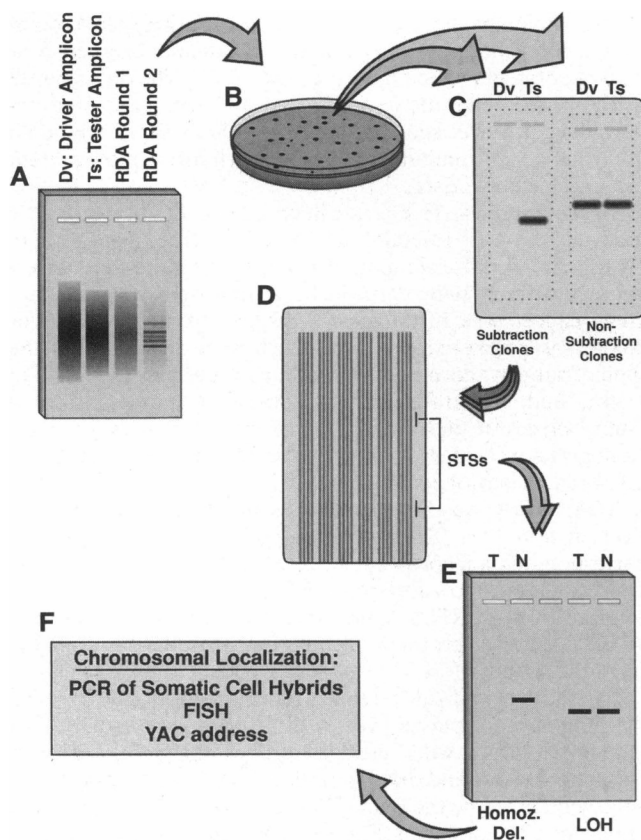 A
Dv: Driver Amplicon
Ts: Tester Amplicon
RDA Round 1
RDA Round 2
B
C
Dv Ts
Dv Ts
Subtraction
Clones
Non-
Subtraction
Clones
D
STSs
E
T N
T N
Homoz.
Del.
LOH
F
Chromosomal Localization:
PCR of Somatic Cell Hybrids
FISH
YAC address